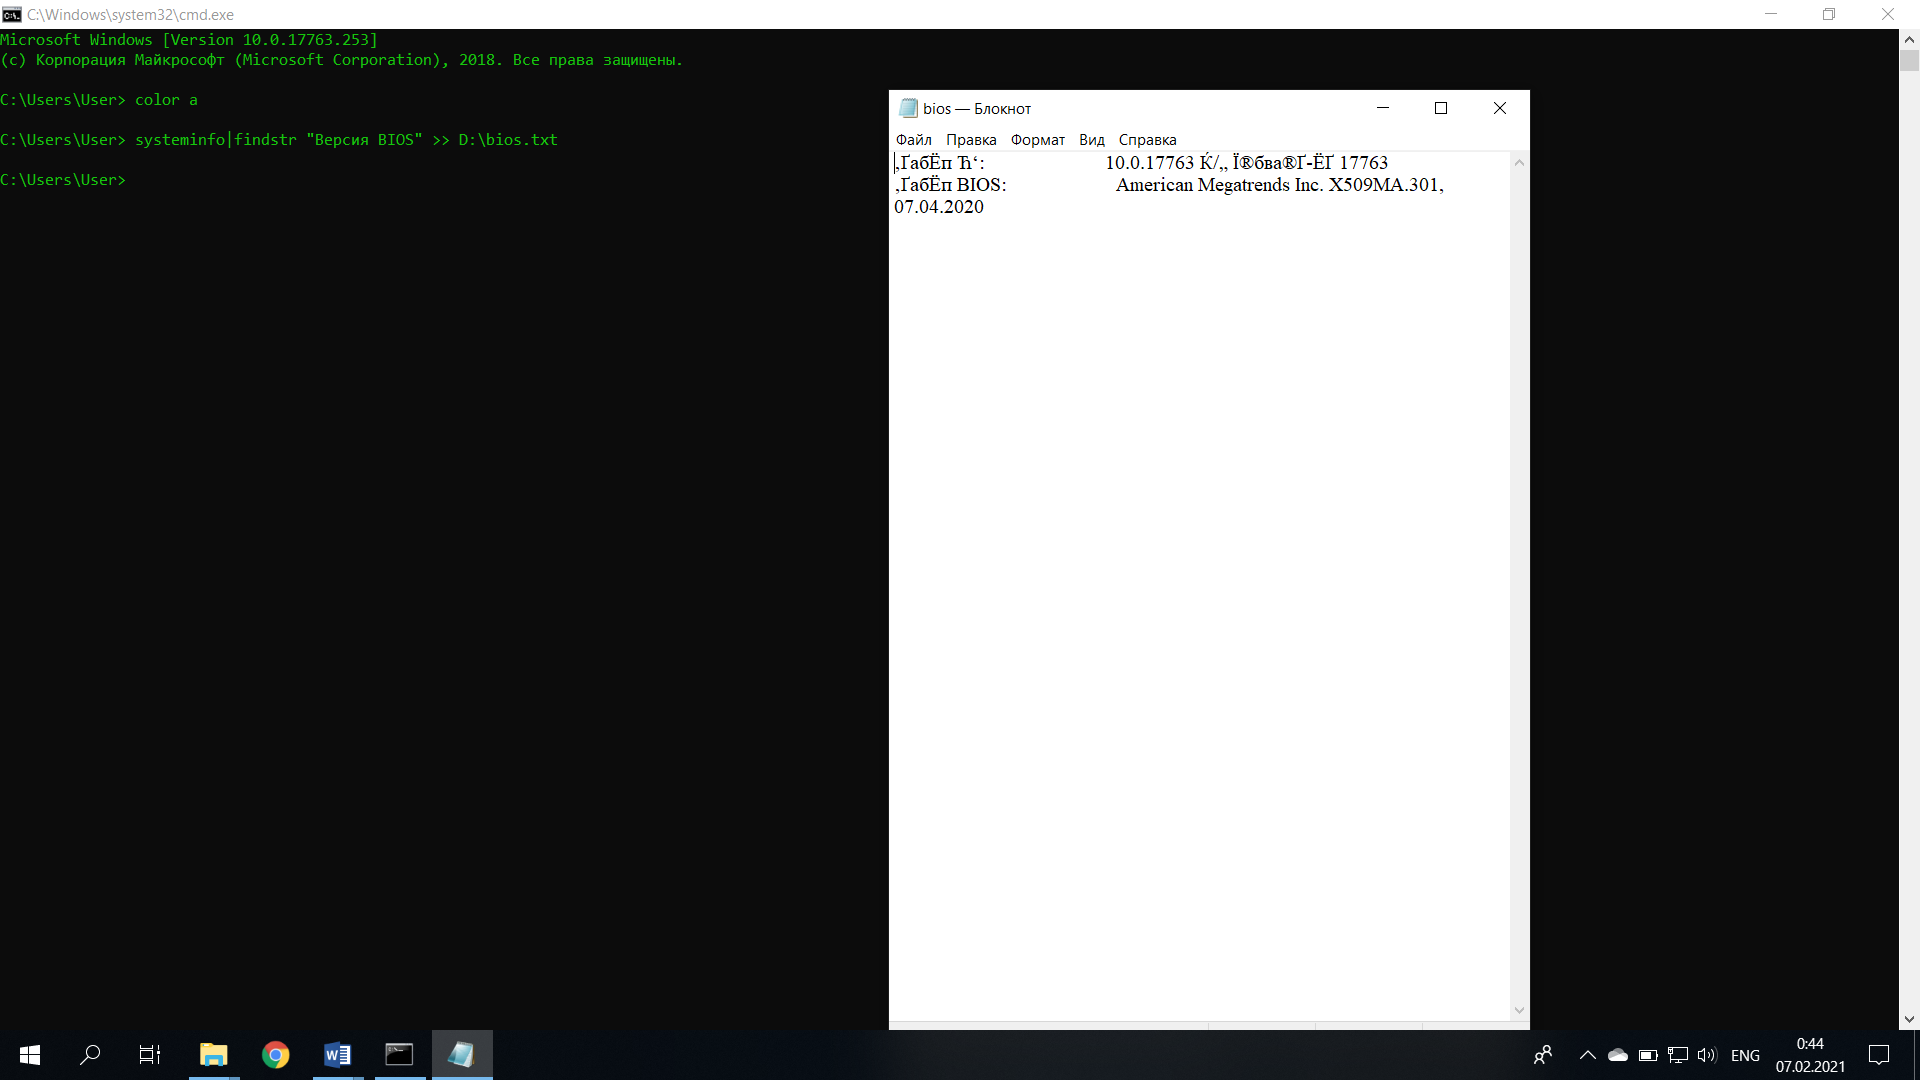 C:\Windows\system32\cmd.exe
Microsoft Windows [Version 10.0.17763.253]
(c) Корпорация Майкрософт (Microsoft Corporation), 2018. Все права защищены.
C:\Users\User> color a
C:\Users\User> systeminfo|findstr "Версия BIOS" >> D:\bios.txt
C:\Users\User>
bios — Блокнот
Файл Правка Формат Вид Справка
‚ҐабЁп Ћ‘: 10.0.17763 Ќ/„ Ї®бва®Ґ-ЁҐ 17763
‚ҐабЁп BIOS: American Megatrends Inc. X509MA.301,
07.04.2020
ENG
0:44
07.02.2021